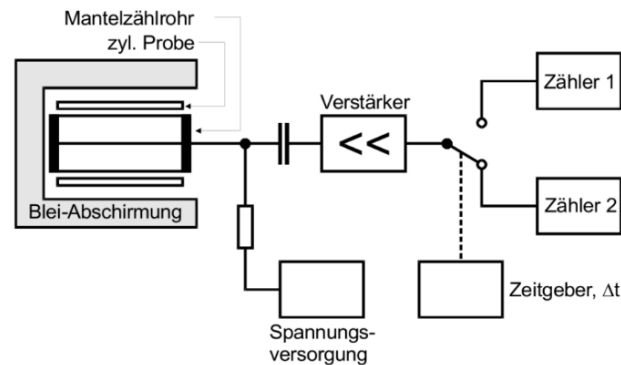 Mantelzählrohr
zyl. Probe
Verstärker
<<
Zähler 1
Zähler 2
Blei-Abschirmung
Spannungs-
versorgung
Zeitgeber, Δt